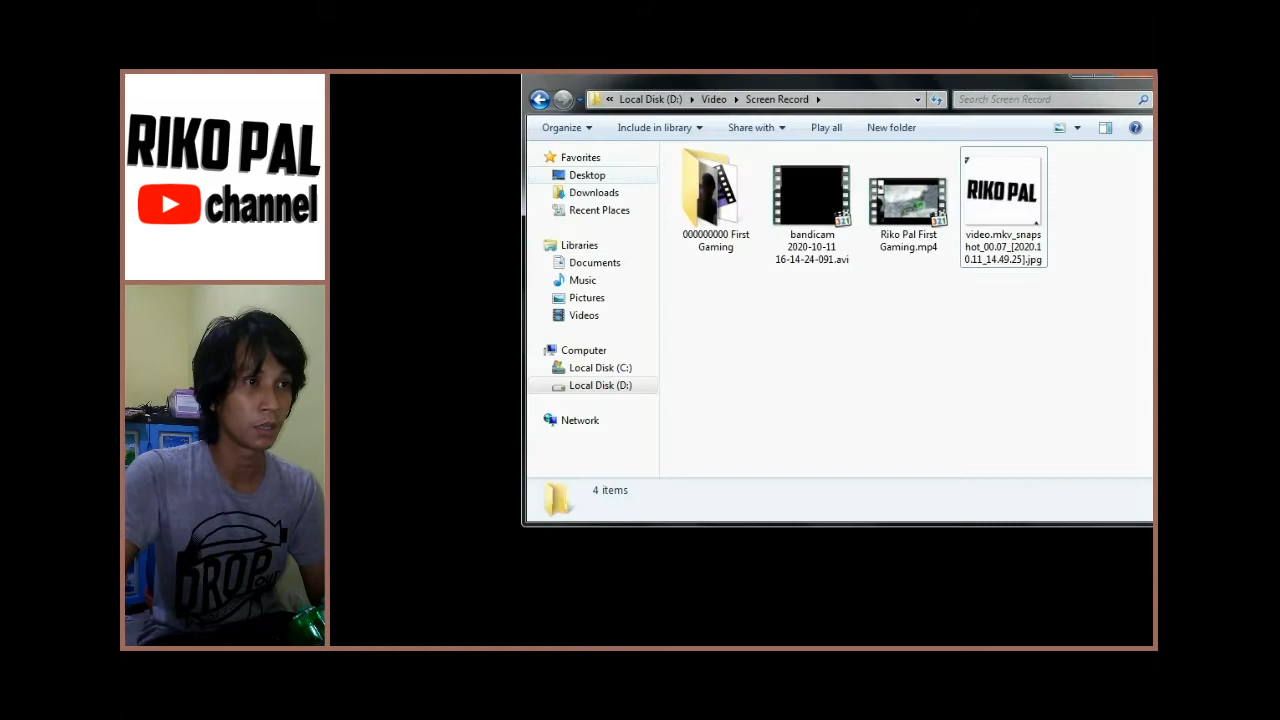 RIKO PAL
channel
DROP
OUT
« Local Disk (D:) Video Screen Record
Search Screen Record
Organize Include in library Share with Play all New folder
Favorites
Desktop
Downloads
Recent Places
Libraries
Documents
Music
Pictures
Videos
Computer
Local Disk (C:)
Local Disk (D:)
Network
000000000 First
Gaming
bandicam
2020-10-11
16-14-24-091.avi
Riko Pal First
Gaming.mp4
RIKO PAL
video.mkv_snaps
hot_00.07_[2020.1
0.11_14.49.25].jpg
4 items